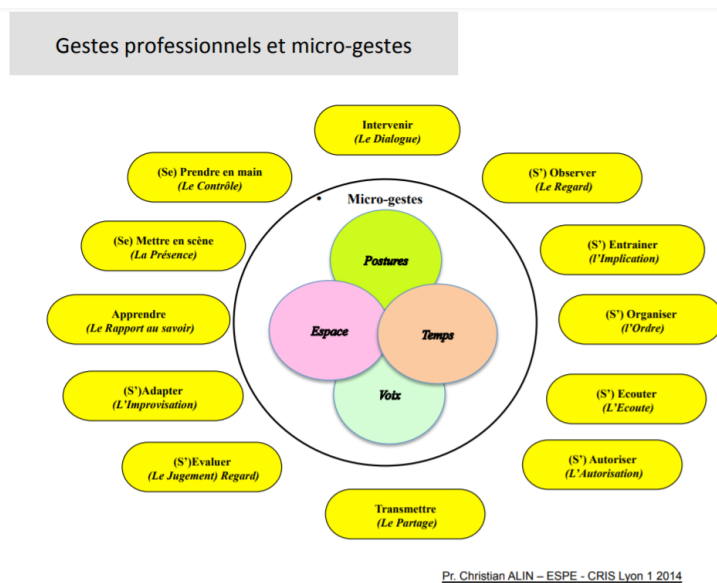 Gestes professionnels et micro-gestes
Intervenir
(Le Dialogue)
(Se) Prendre en main
(Le Contrôle)
(S’) Observer
(Le Regard)
• Micro-gestes
(Se) Mettre en scène
(La Présence)
Postures
(S’) Entrainer
(l’Implication)
Apprendre
(Le Rapport au savoir)
Espace
Temps
(S’) Organiser
(l’Ordre)
(S’)Adapter
(L’Improvisation)
Voix
(S’) Ecouter
(L’Ecoute)
(S’)Evaluer
(Le Jugement) Regard)
(S’) Autoriser
(L’Autorisation)
Transmettre
(Le Partage)
Pr. Christian ALIN – ESPE - CRIS Lyon 1 2014